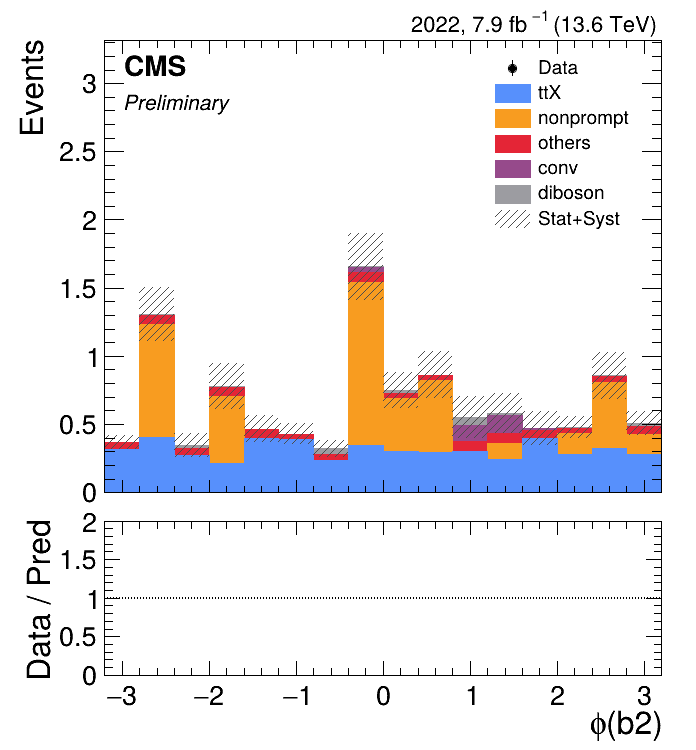 2022, 7.9 fb⁻¹ (13.6 TeV)
CMS
Preliminary
Data
ttX
nonprompt
others
conv
diboson
Stat+Syst
Events
3
2.5
2
1.5
1
0.5
0
Data / Pred
2
1.5
1
0.5
0
−3 −2 −1 0 1 2 3
ϕ(b2)